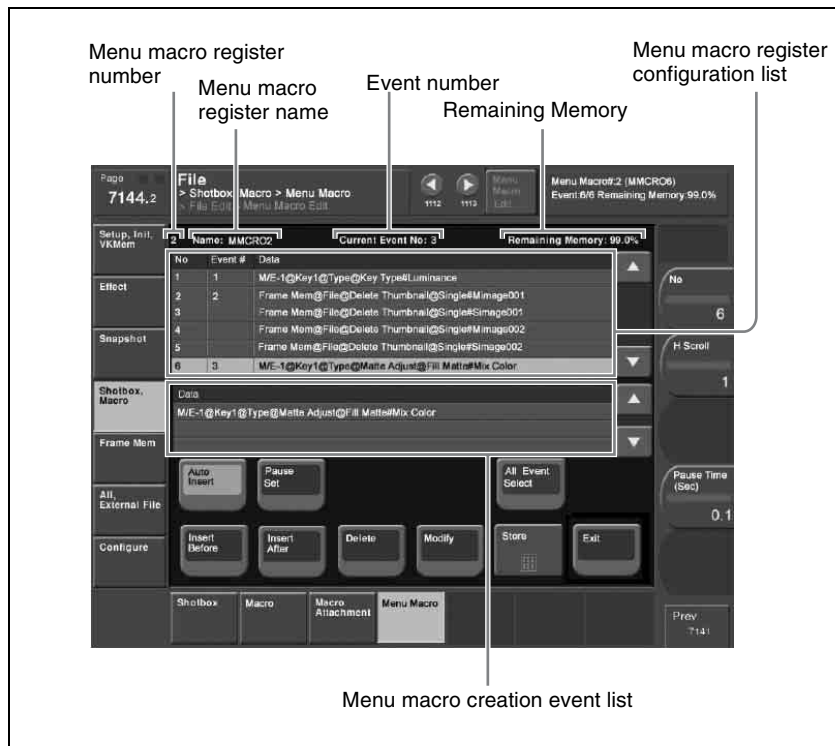 Menu macro register
number
Menu macro
register name
Event number
Remaining Memory
Menu macro register
configuration list
Page
7144.2
File
> Shotbox, Macro > Menu Macro
> File Edit > Menu Macro Edit
1112
1113
Menu
Macro
Edit
Menu Macro#:2 (MMCRO6)
Event:6/6 Remaining Memory:99.0%
Setup, Init,
VKMem
Effect
Snapshot
Shotbox,
Macro
Frame Mem
All,
External File
Configure
2 Name: MMCRO2 Current Event No: 3 Remaining Memory: 99.0%
No Event # Data
1 1 M/E-1@Key1@Type@Key Type#Luminance
2 2 Frame Mem@File@Delete Thumbnail@Single#Mimage001
3 Frame Mem@File@Delete Thumbnail@Single#Simage001
4 Frame Mem@File@Delete Thumbnail@Single#Mimage002
5 Frame Mem@File@Delete Thumbnail@Single#Simage002
6 3 M/E-1@Key1@Type@Matte Adjust@Fill Matte#Mix Color
Data
M/E-1@Key1@Type@Matte Adjust@Fill Matte#Mix Color
No
6
H Scroll
1
Pause Time
(Sec)
0.1
Auto
Insert
Pause
Set
All Event
Select
Insert
Before
Insert
After
Delete
Modify
Store
Exit
Shotbox
Macro
Macro
Attachment
Menu Macro
Prev
7141
Menu macro creation event list